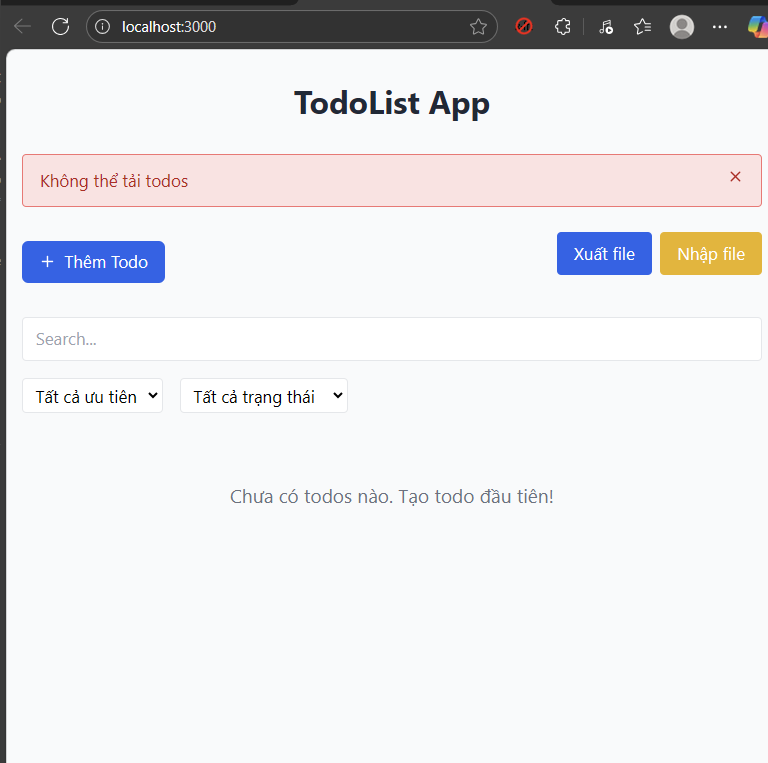 localhost:3000
TodoList App
Không thể tải todos
Thêm Todo
Xuất file
Nhập file
Search...
Tất cả ưu tiên
Tất cả trạng thái
Chưa có todos nào. Tạo todo đầu tiên!